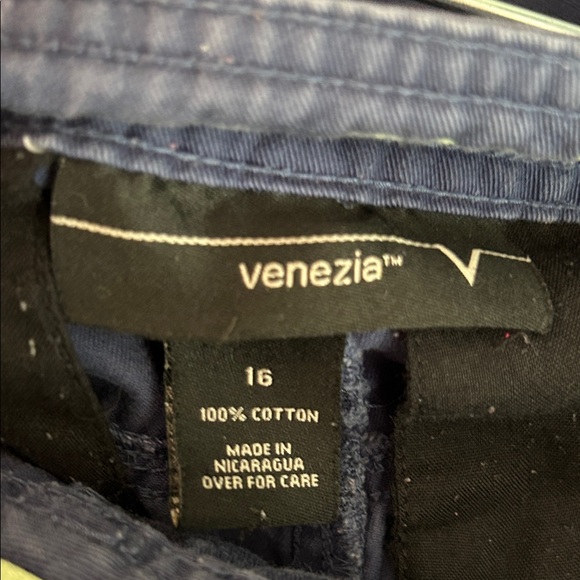 venezia™
16
100% COTTON
MADE IN
NICARAGUA
OVER FOR CARE